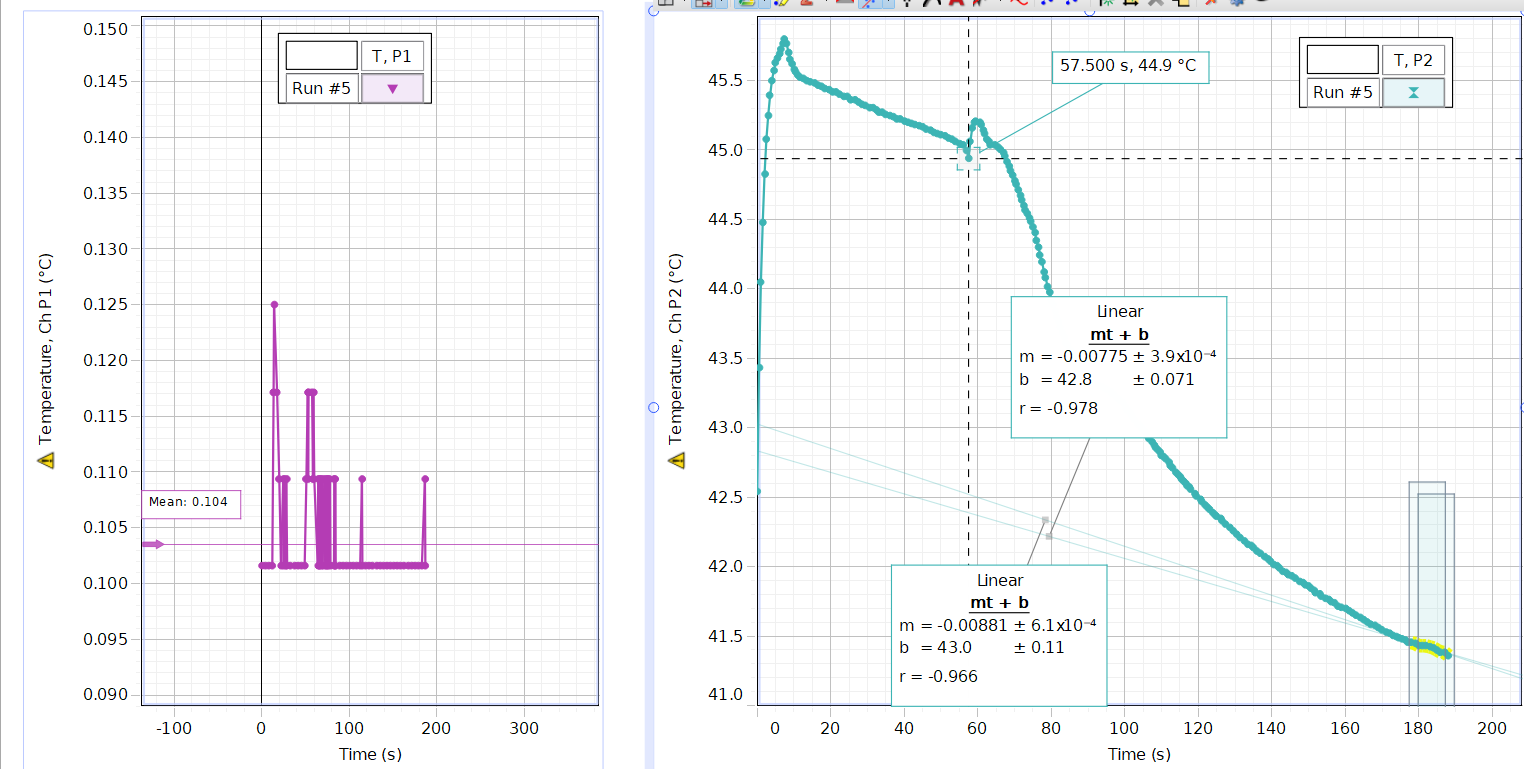 0.150
0.145
0.140
0.135
0.130
0.125
0.120
0.115
0.110
0.105
0.100
0.095
0.090
Temperature, Ch P1 (°C)
T, P1
Run #5
Mean: 0.104
-100
0
100
200
300
Time (s)
45.5
45.0
44.5
44.0
43.5
43.0
42.5
42.0
41.5
41.0
Temperature, Ch P2 (°C)
57.500 s, 44.9 °C
T, P2
Run #5
Linear
mt + b
m = -0.00775 ± 3.9x10⁻⁴
b = 42.8 ± 0.071
r = -0.978
Linear
mt + b
m = -0.00881 ± 6.1x10⁻⁴
b = 43.0 ± 0.11
r = -0.966
0
20
40
60
80
100
120
140
160
180
200
Time (s)